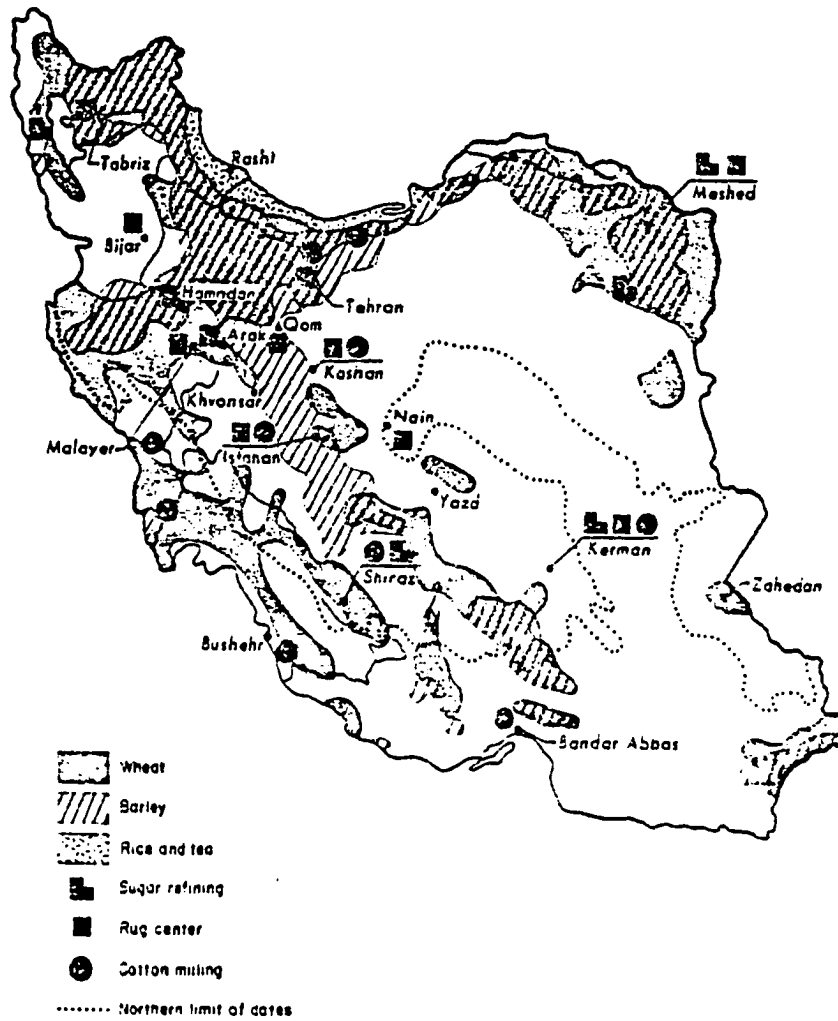 Tabriz
Rasht
Meshed
Bijar
Hamadan
Tehran
Arak
Qom
Kashan
Khvonsar
Nain
Malayer
Yazd
Kerman
Shiraz
Zahedan
Bushehr
Bandar Abbas
Wheat
Barley
Rice and tea
Sugar refining
Rug center
Cotton milling
Northern limit of dates